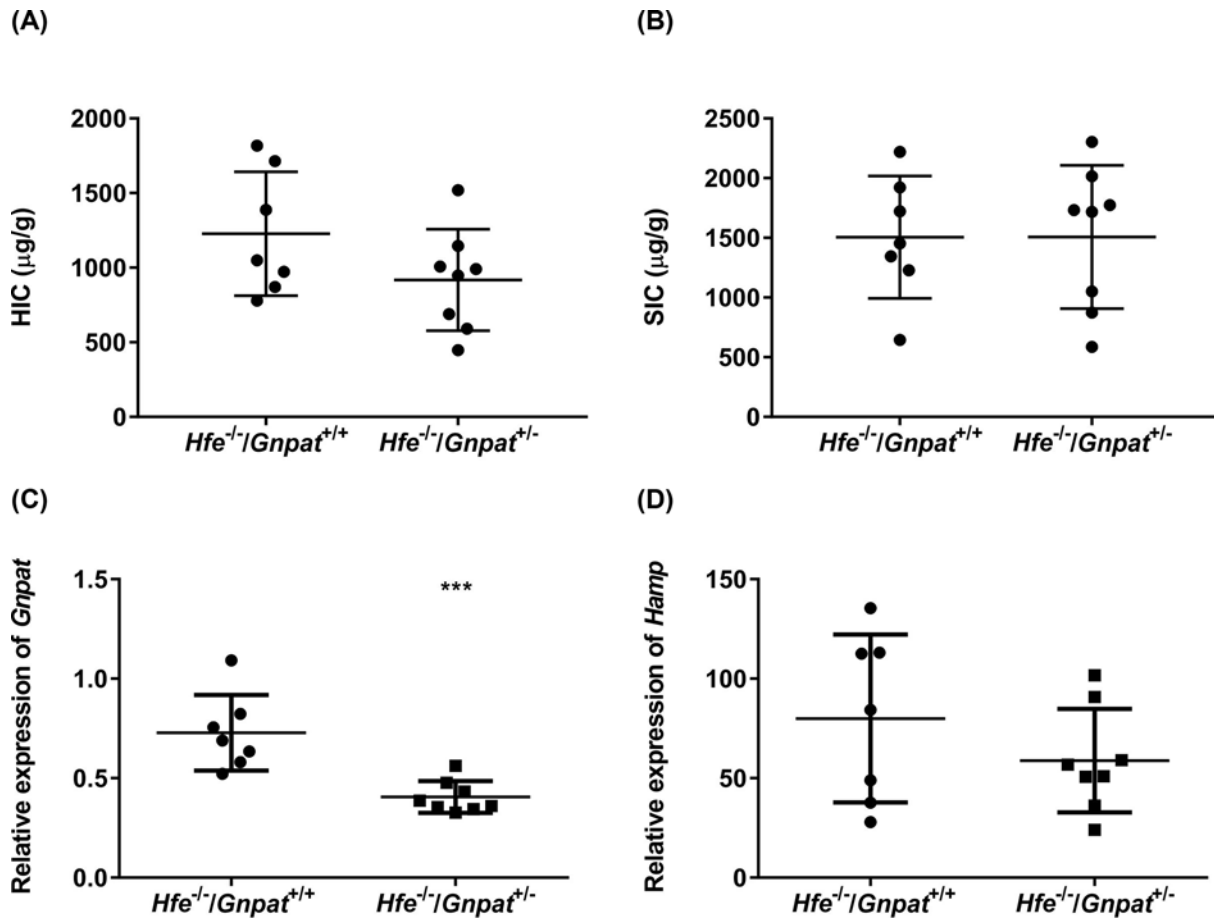 (A)
HIC (µg/g)
2000
1500
1000
500
0
Hfe-/-/Gnpat+/+
Hfe-/-/Gnpat+/-
(B)
SIC (µg/g)
2500
2000
1500
1000
500
0
Hfe-/-/Gnpat+/+
Hfe-/-/Gnpat+/-
(C)
Relative expression of Gnpat
1.5
1.0
0.5
0.0
***
Hfe-/-/Gnpat+/+
Hfe-/-/Gnpat+/-
(D)
Relative expression of Hamp
150
100
50
0
Hfe-/-/Gnpat+/+
Hfe-/-/Gnpat+/-